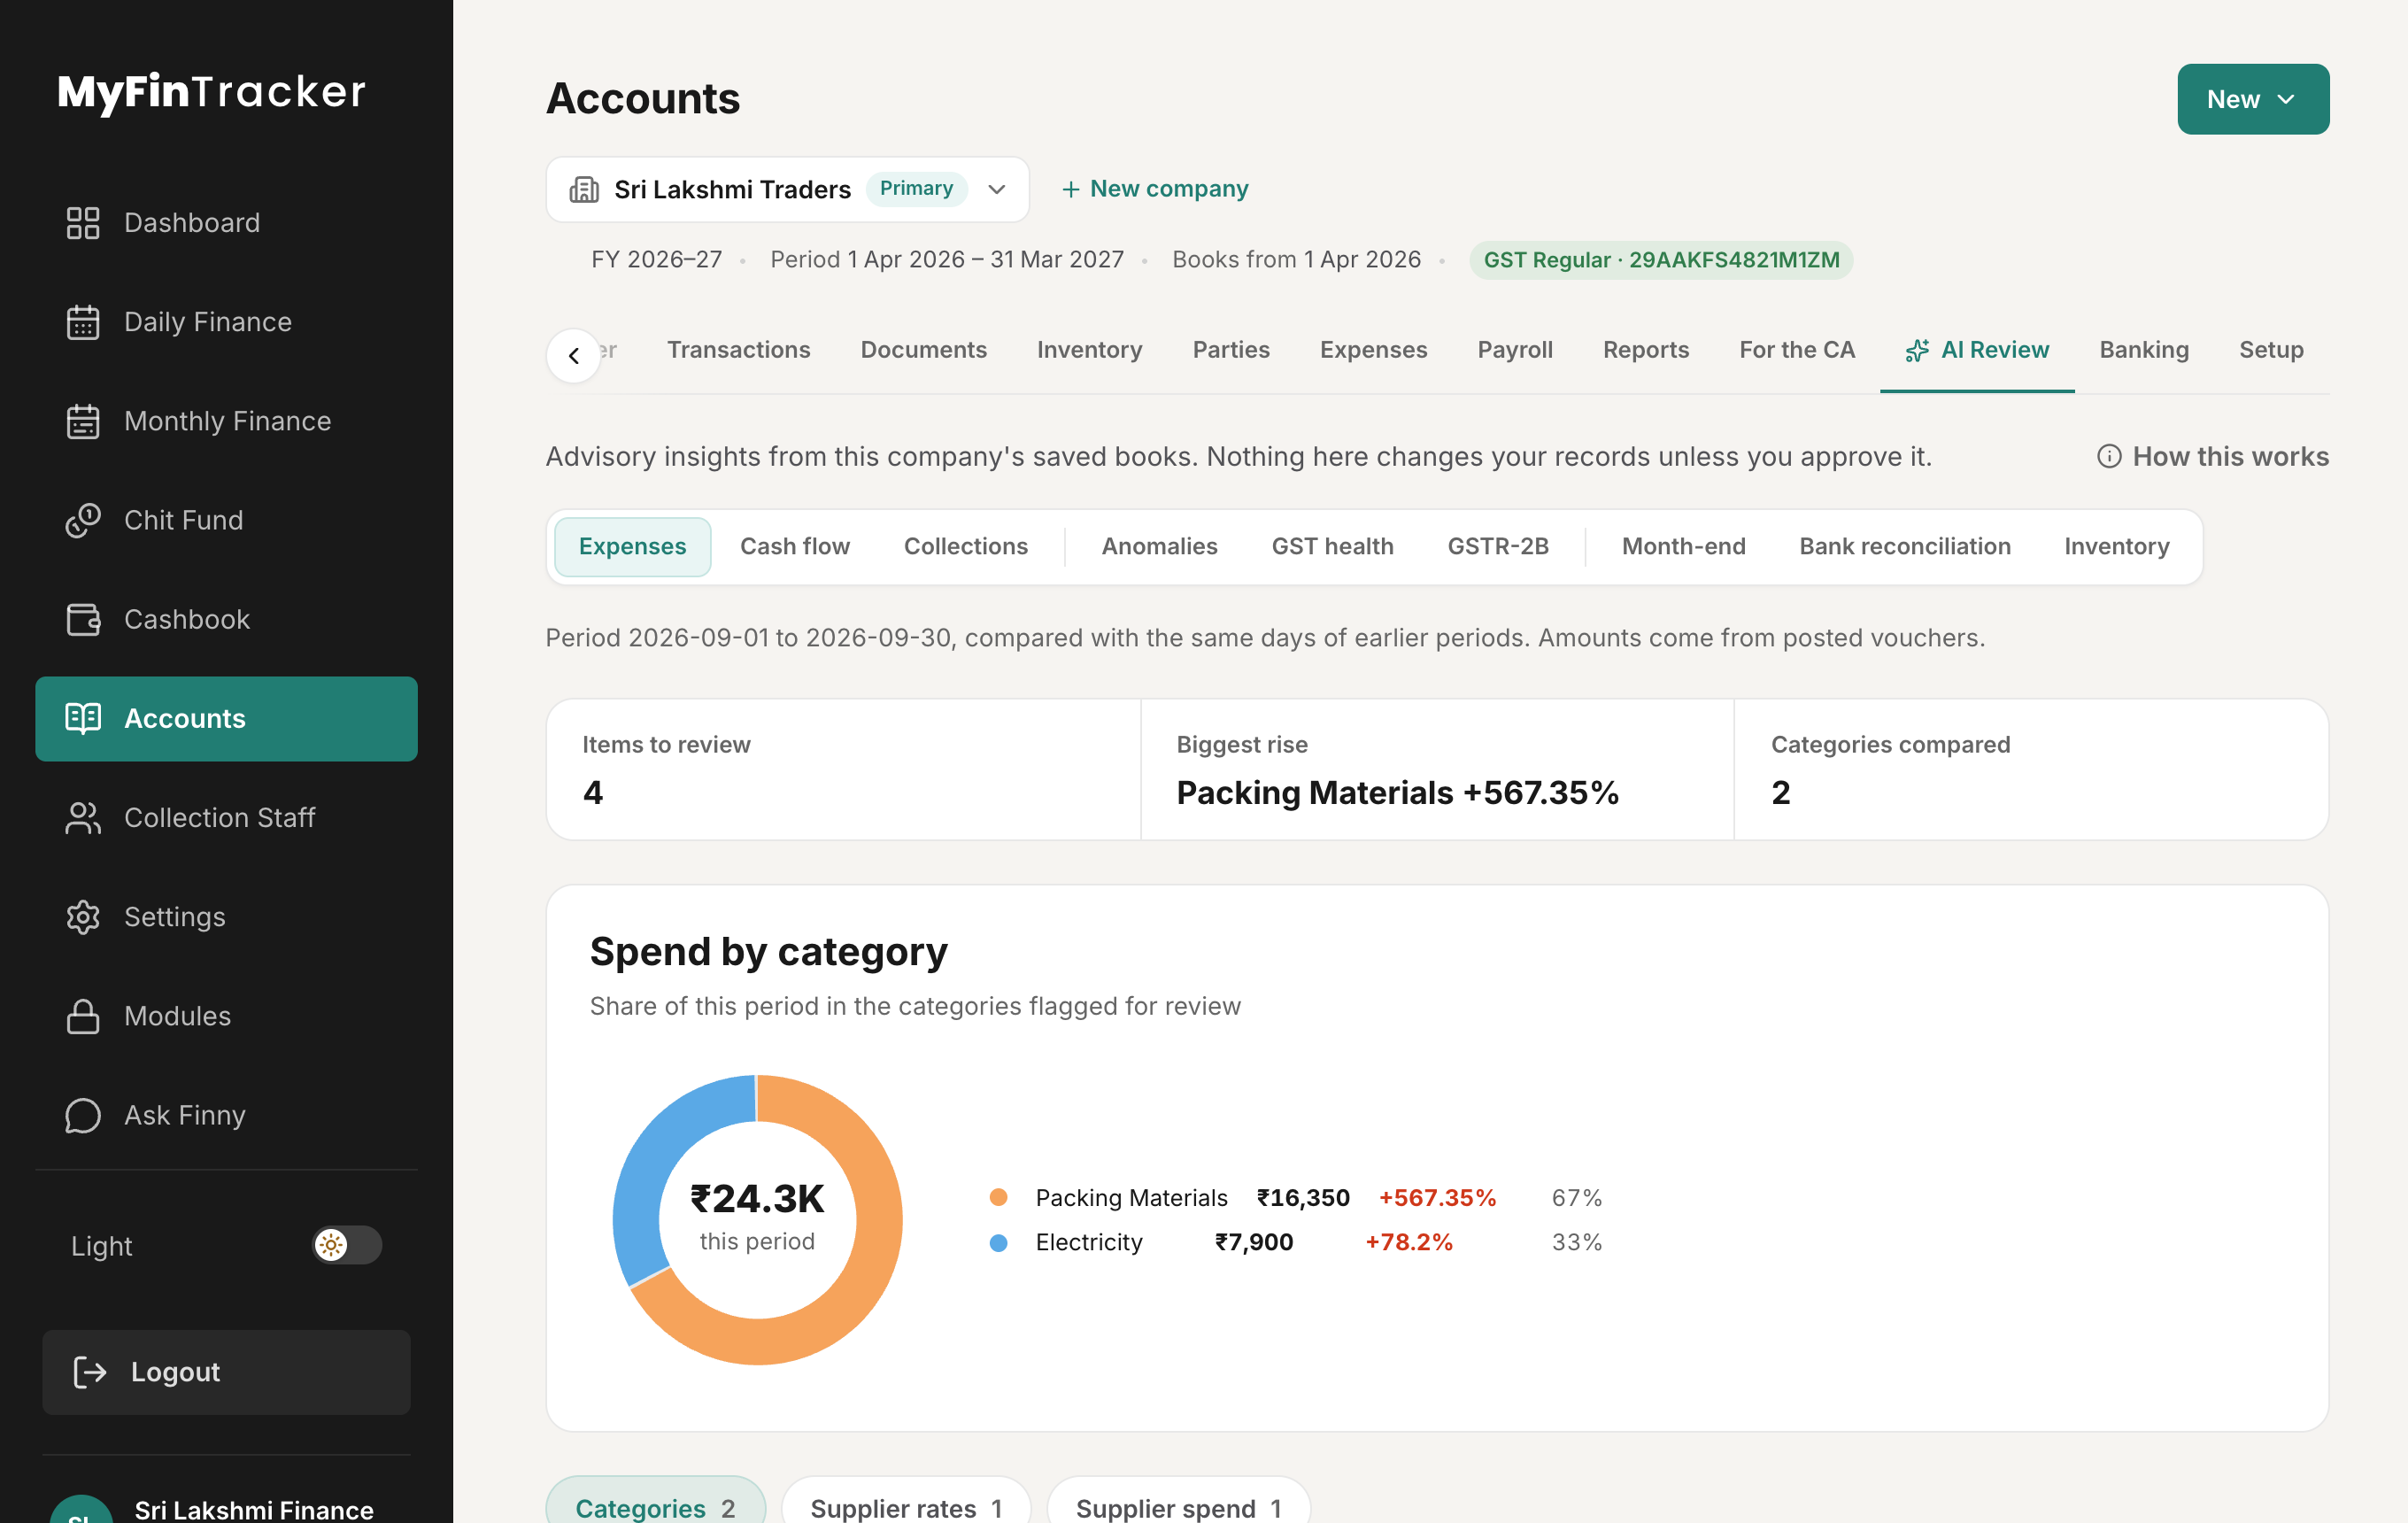 MyFinTracker
Dashboard
Daily Finance
Monthly Finance
Chit Fund
Cashbook
Accounts
Collection Staff
Settings
Modules
Ask Finny
Light
Logout
Sri Lakshmi Finance
Accounts
New
Sri Lakshmi Traders Primary
+ New company
FY 2026–27 • Period 1 Apr 2026 – 31 Mar 2027 • Books from 1 Apr 2026 • GST Regular · 29AAKFS4821M1ZM
Transactions Documents Inventory Parties Expenses Payroll Reports For the CA AI Review Banking Setup
Advisory insights from this company's saved books. Nothing here changes your records unless you approve it.
How this works
Expenses Cash flow Collections Anomalies GST health GSTR-2B Month-end Bank reconciliation Inventory
Period 2026-09-01 to 2026-09-30, compared with the same days of earlier periods. Amounts come from posted vouchers.
Items to review
4
Biggest rise
Packing Materials +567.35%
Categories compared
2
Spend by category
Share of this period in the categories flagged for review
₹24.3K
this period
Packing Materials ₹16,350 +567.35% 67%
Electricity ₹7,900 +78.2% 33%
Categories 2 Supplier rates 1 Supplier spend 1